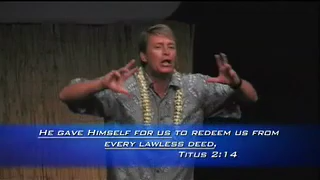 He gave Himself for us to redeem us from
every lawless deed,
Titus 2:14